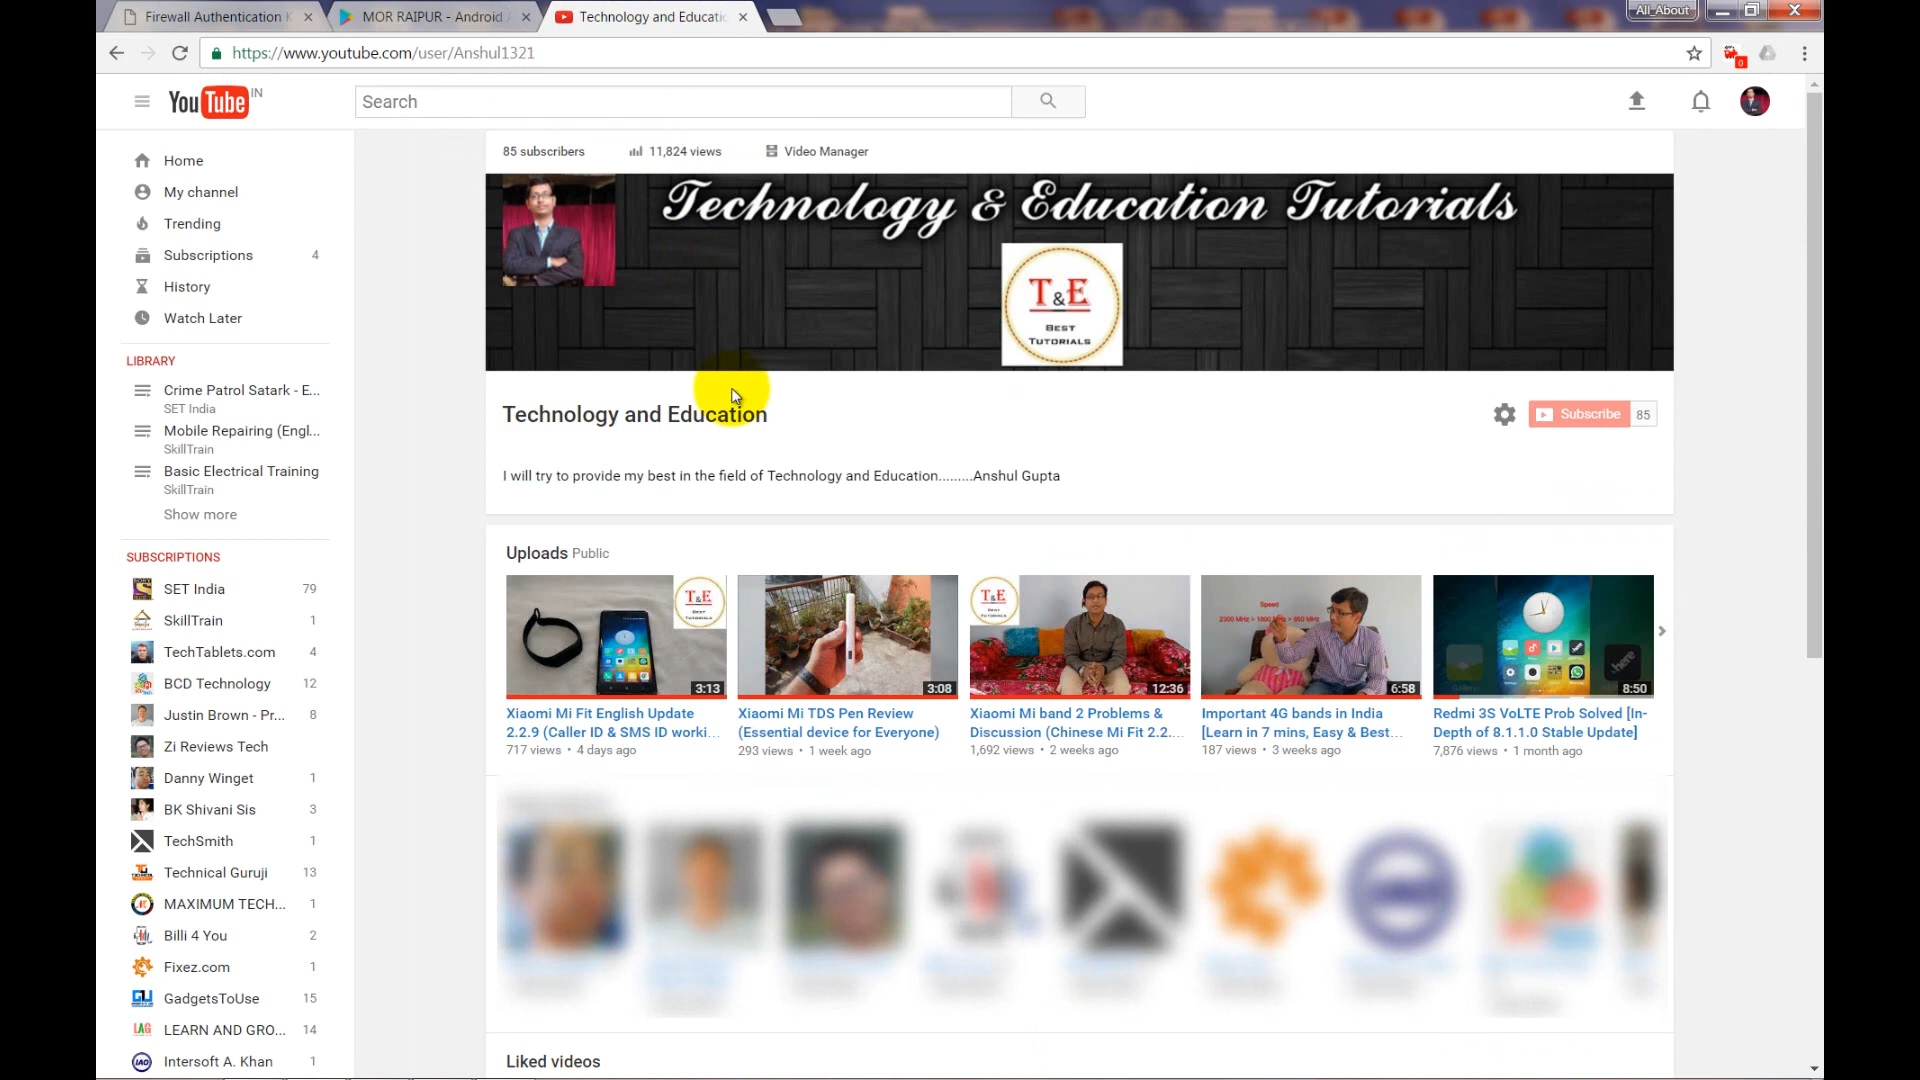 Firewall Authentication K
MOR RAIPUR - Android A
Technology and Educatio
All_About
https://www.youtube.com/user/Anshul1321
0
YouTube IN
Search
Home
My channel
Trending
Subscriptions 4
History
Watch Later
LIBRARY
Crime Patrol Satark - E...
SET India
Mobile Repairing (Engl...
SkillTrain
Basic Electrical Training
SkillTrain
Show more
SUBSCRIPTIONS
SET India 79
SkillTrain 1
TechTablets.com 4
BCD Technology 12
Justin Brown - Pr... 8
Zi Reviews Tech
Danny Winget 1
BK Shivani Sis 3
TechSmith 1
Technical Guruji 13
MAXIMUM TECH... 1
Billi 4 You 2
Fixez.com 1
GadgetsToUse 15
LEARN AND GRO... 14
Intersoft A. Khan 1
85 subscribers 11,824 views Video Manager
Technology & Education Tutorials
T&E
BEST
TUTORIALS
Technology and Education
Subscribe 85
I will try to provide my best in the field of Technology and Education.........Anshul Gupta
Uploads Public
T&E
3:13
Xiaomi Mi Fit English Update
2.2.9 (Caller ID & SMS ID worki...
717 views • 4 days ago
3:08
Xiaomi Mi TDS Pen Review
(Essential device for Everyone)
293 views • 1 week ago
T&E
12:36
Xiaomi Mi band 2 Problems &
Discussion (Chinese Mi Fit 2.2....
1,692 views • 2 weeks ago
Speed
2300 MHz > 1800 MHz > 850 MHz
6:58
Important 4G bands in India
[Learn in 7 mins, Easy & Best...
187 views • 3 weeks ago
8:50
Redmi 3S VoLTE Prob Solved [In-
Depth of 8.1.1.0 Stable Update]
7,876 views • 1 month ago
Liked videos